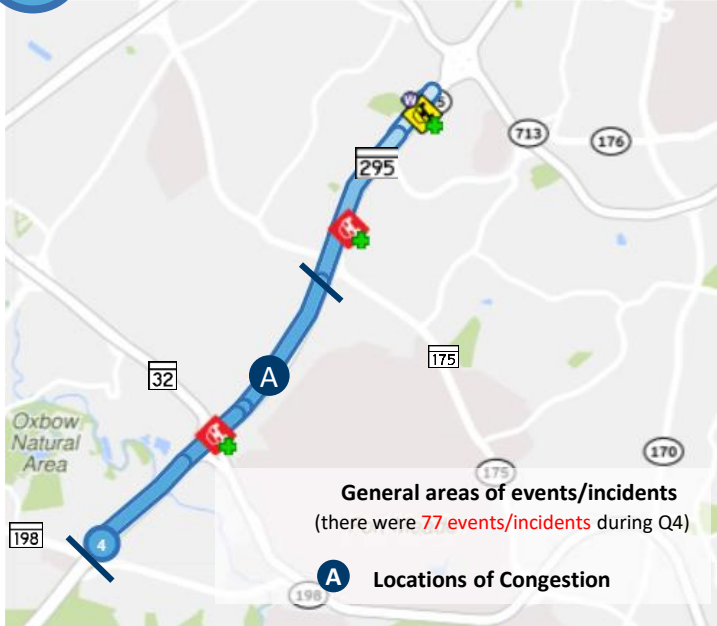 W
5
713
176
295
175
A
32
Oxbow
Natural
Area
170
175
General areas of events/incidents
(there were 77 events/incidents during Q4)
198
4
A
Locations of Congestion
198